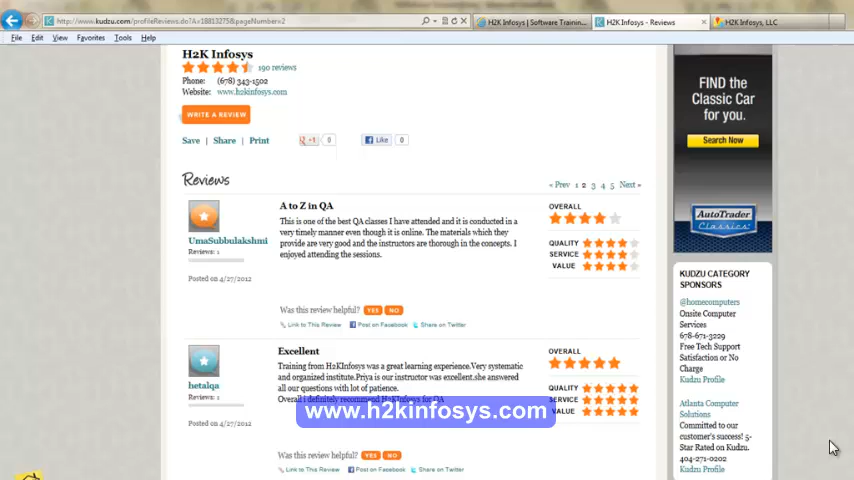 http://www.kudzu.com/profileReviews.do?A=18813275&pageNumber=2
H2K Infosys | Software Trainin...
H2K Infosys - Reviews
H2K Infosys, LLC
File Edit View Favorites Tools Help
H2K Infosys
190 reviews
Phone: (678) 343-1502
Website: www.h2kinfosys.com
WRITE A REVIEW
Save | Share | Print
+1 0
Like 0
Reviews
« Prev 1 2 3 4 5 Next »
A to Z in QA
This is one of the best QA classes I have attended and it is conducted in a
very timely manner even though it is online. The materials which they
provide are very good and the instructors are thorough in the concepts. I
enjoyed attending the sessions.
UmaSubbulakshmi
Reviews: 1
Posted on 4/27/2012
OVERALL
QUALITY
SERVICE
VALUE
Was this review helpful? YES NO
Link to This Review Post on Facebook Share on Twitter
Excellent
Training from H2KInfosys was a great learning experience.Very systematic
and organized institute.Priya is our instructor was excellent.she answered
all our questions with lot of patience.
Overall i definitely recommend H2KInfosys for QA
hetalqa
Reviews: 1
Posted on 4/27/2012
OVERALL
QUALITY
SERVICE
VALUE
www.h2kinfosys.com
Was this review helpful? YES NO
Link to This Review Post on Facebook Share on Twitter
FIND the
Classic Car
for you.
Search Now
AutoTrader
Classics
KUDZU CATEGORY
SPONSORS
@homecomputers
Onsite Computer
Services
678-671-3229
Free Tech Support
Satisfaction or No
Charge
Kudzu Profile
Atlanta Computer
Solutions
Committed to our
customer's success! 5-
Star Rated on Kudzu.
404-271-0202
Kudzu Profile